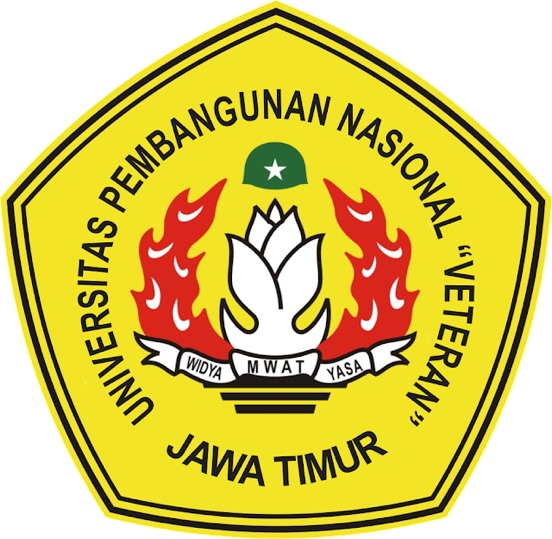 UNIVERSITAS PEMBANGUNAN NASIONAL “VETERAN“
WIDYA MWAT YASA
JAWA TIMUR